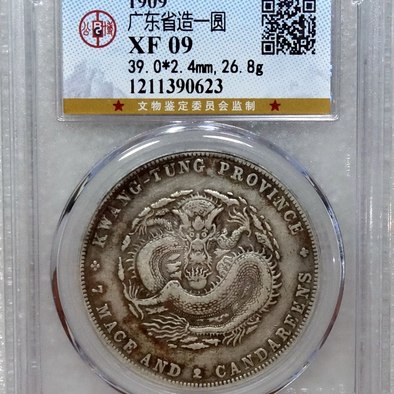 1909
广东省造一圆
XF 09
39.0*2.4mm,26.8g
1211390623
★ 文物鉴定委员会监制 ★
KWANG-TUNG PROVINCE
7 MACE AND 2 CANDAREENS